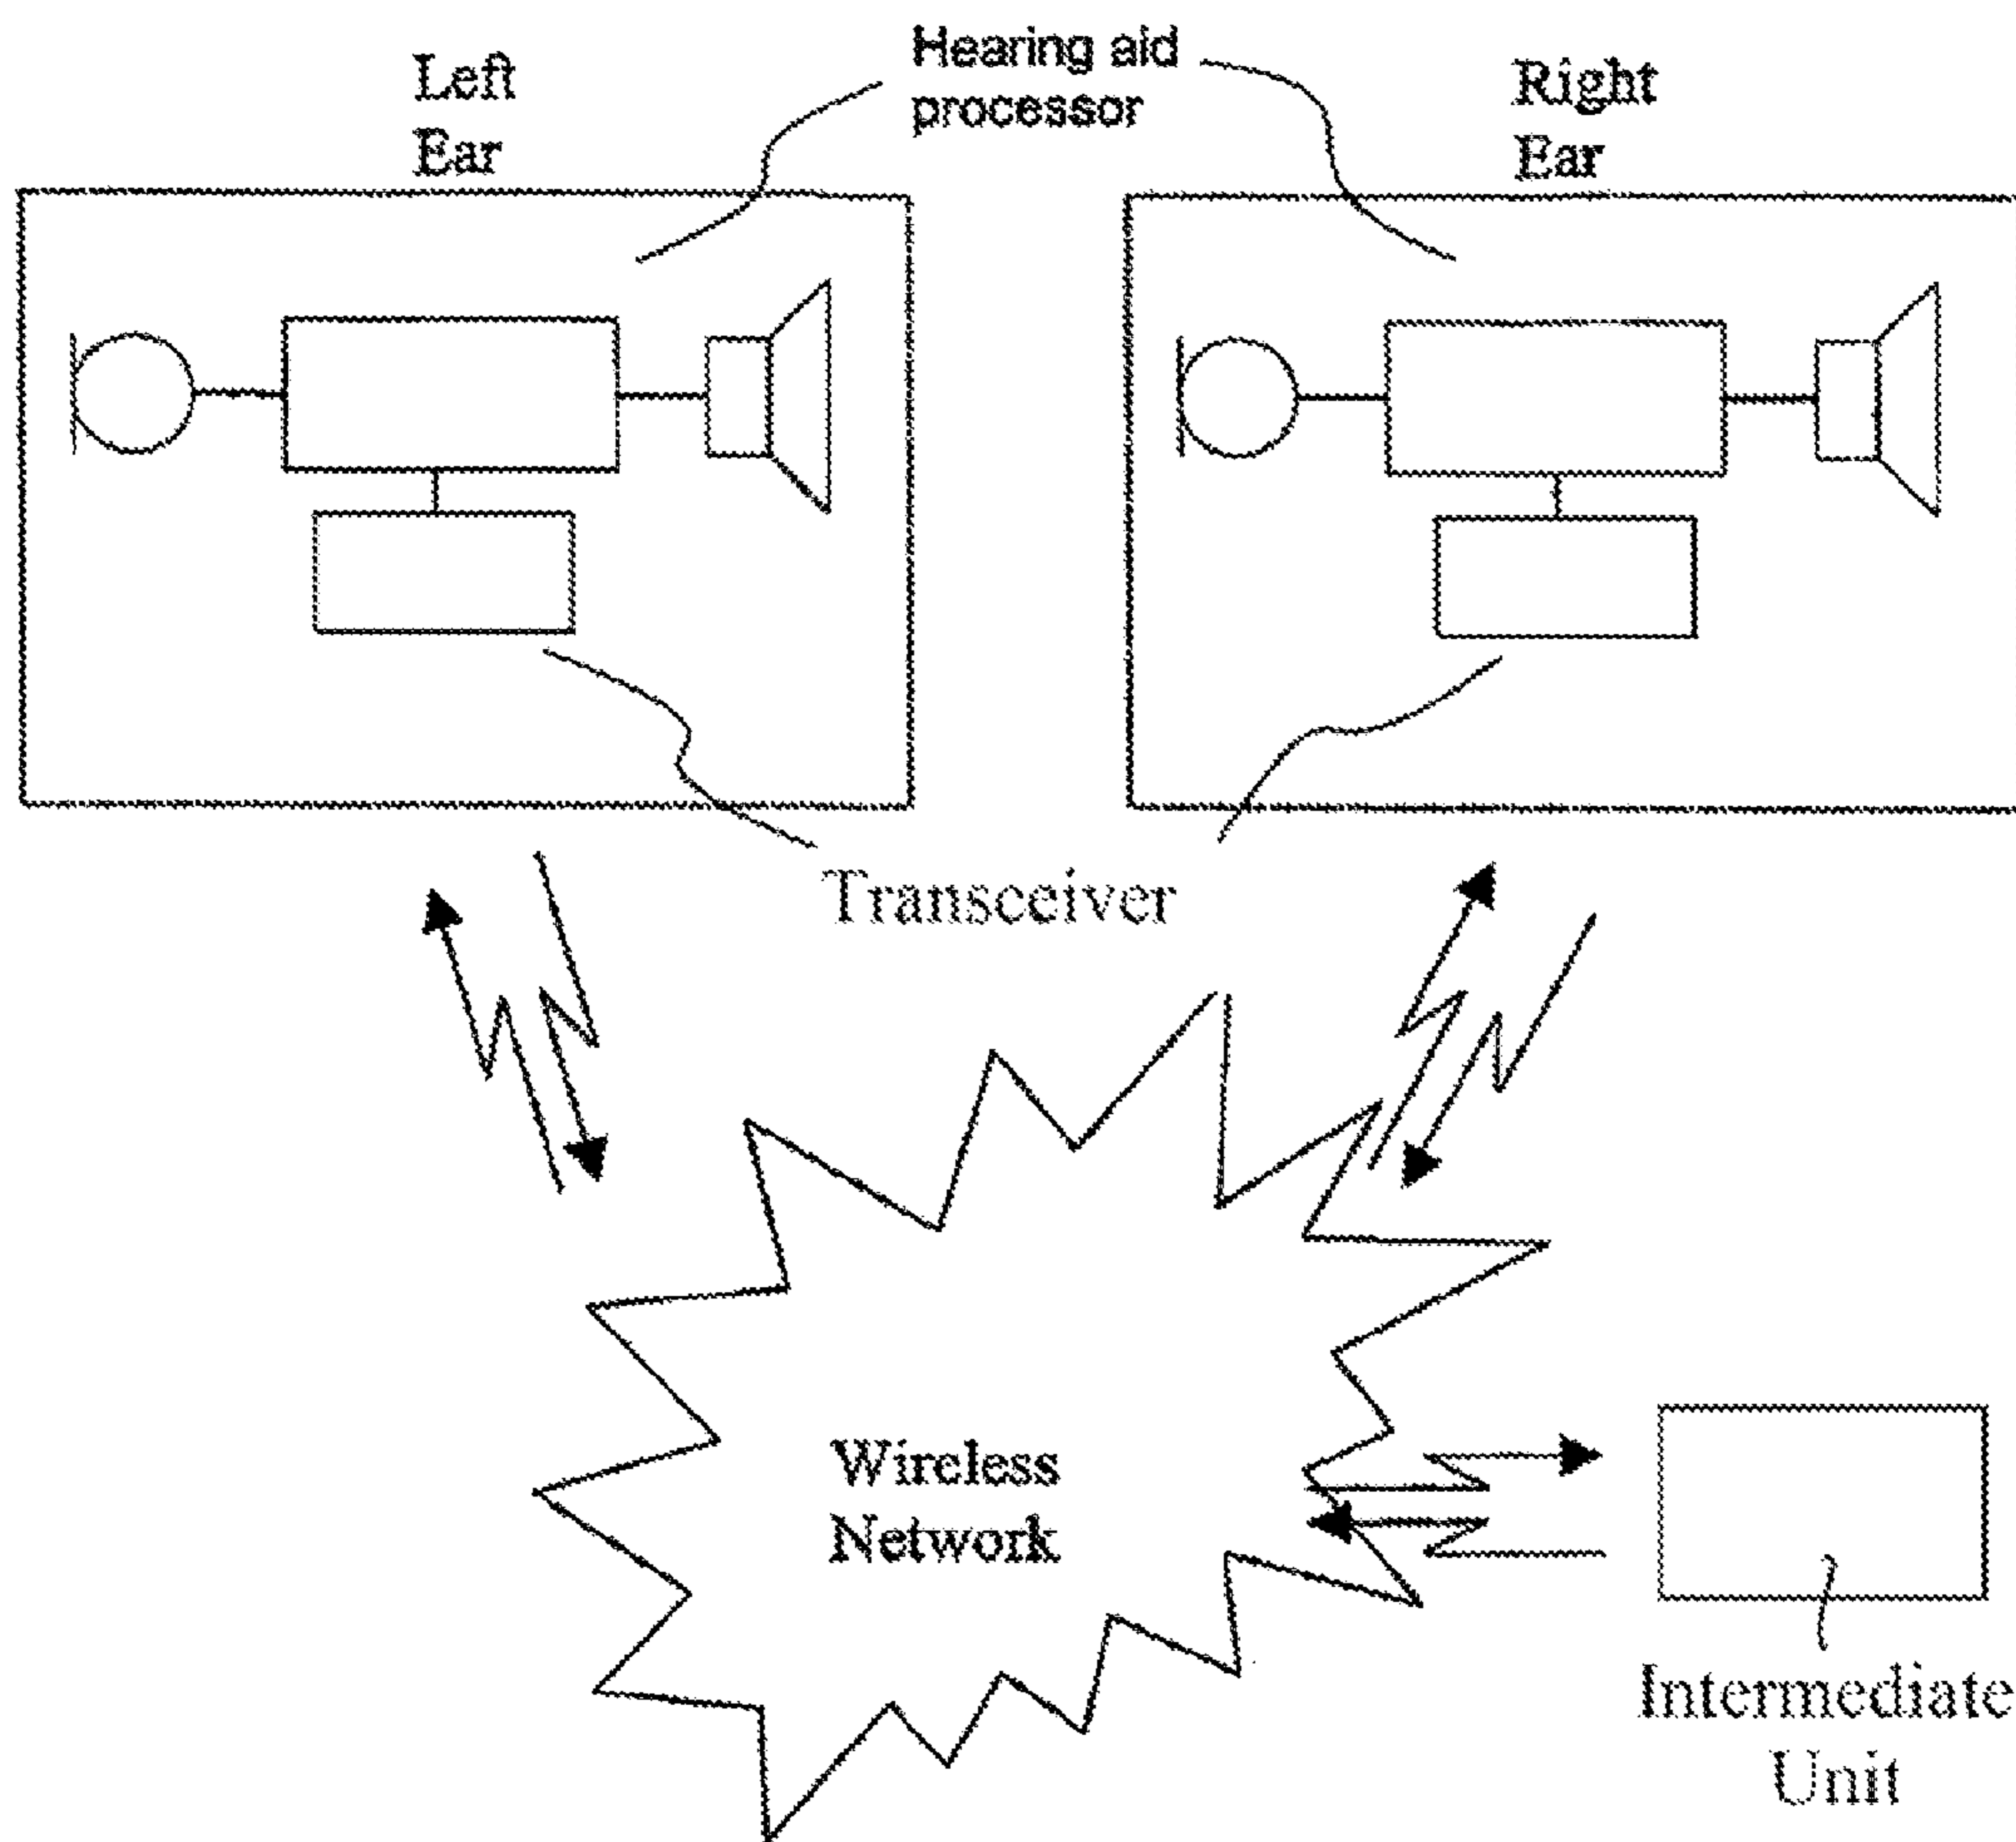 Left
Ear
Hearing aid
processor
Right
Ear
Transceiver
Wireless
Network
Intermediate
Unit